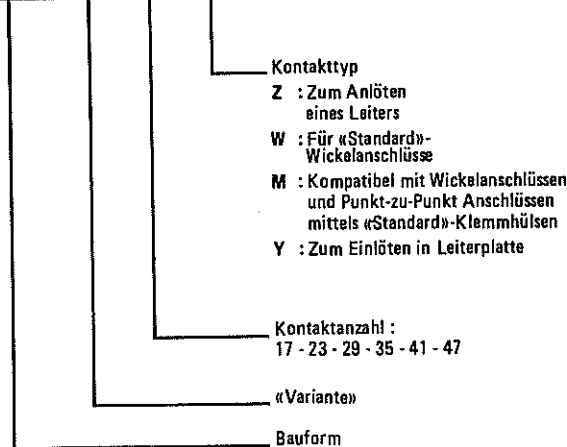 Kontakttyp
Z : Zum Anlöten
eines Leiters
W : Für «Standard»-
Wickelanschlüsse
M : Kompatibel mit Wickelanschlüssen
und Punkt-zu-Punkt Anschlüssen
mittels «Standard»-Klemmhülsen
Y : Zum Einlöten in Leiterplatte
Kontaktanzahl :
17 - 23 - 29 - 35 - 41 - 47
«Variante»
Bauform